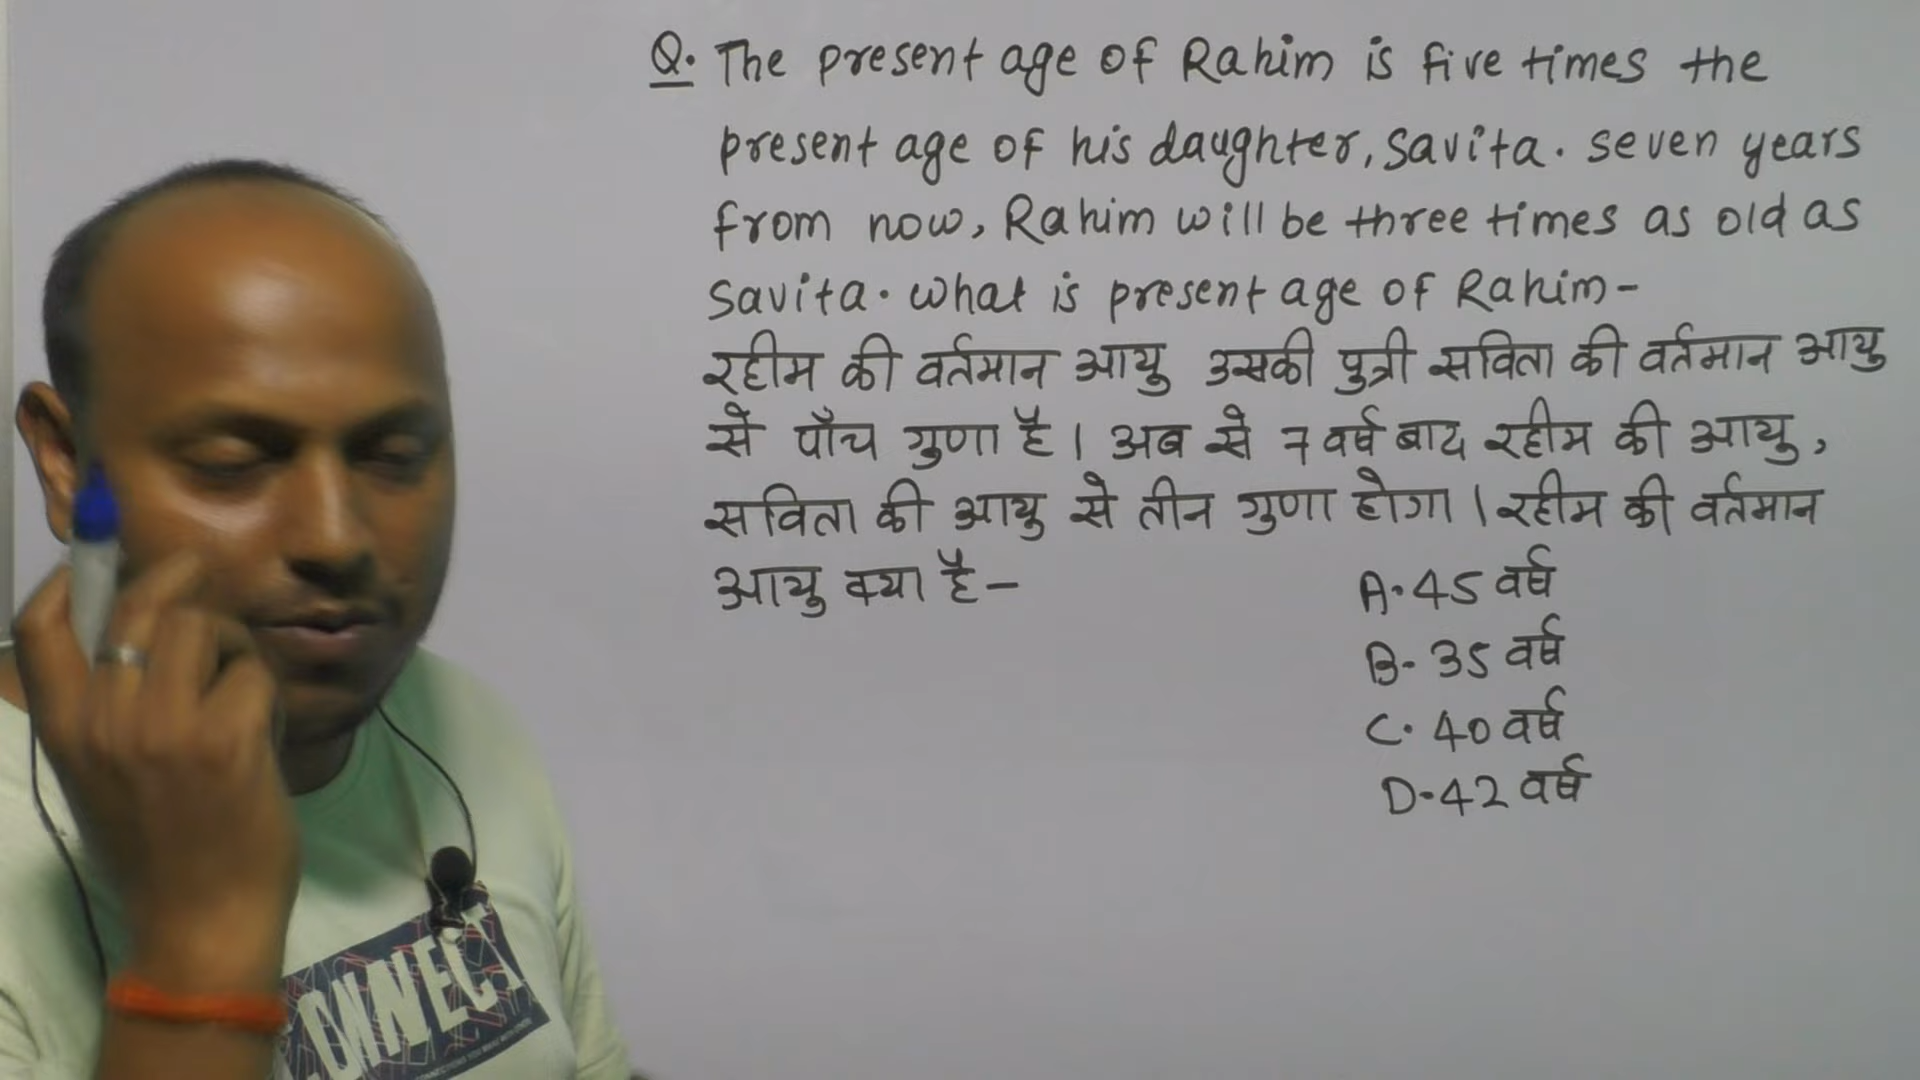 Q. The present age of Rahim is five times the
present age of his daughter, Savita. seven years
from now, Rahim will be three times as old as
Savita. what is present age of Rahim-
रहीम की वर्तमान आयु उसकी पुत्री सविता की वर्तमान आयु
से पाँच गुणा है। अब से 7 वर्ष बाद रहीम की आयु,
सविता की आयु से तीन गुणा होगा। रहीम की वर्तमान
आयु क्या है-
A. 45 वर्ष
B. 35 वर्ष
C. 40 वर्ष
D. 42 वर्ष
CONNECT